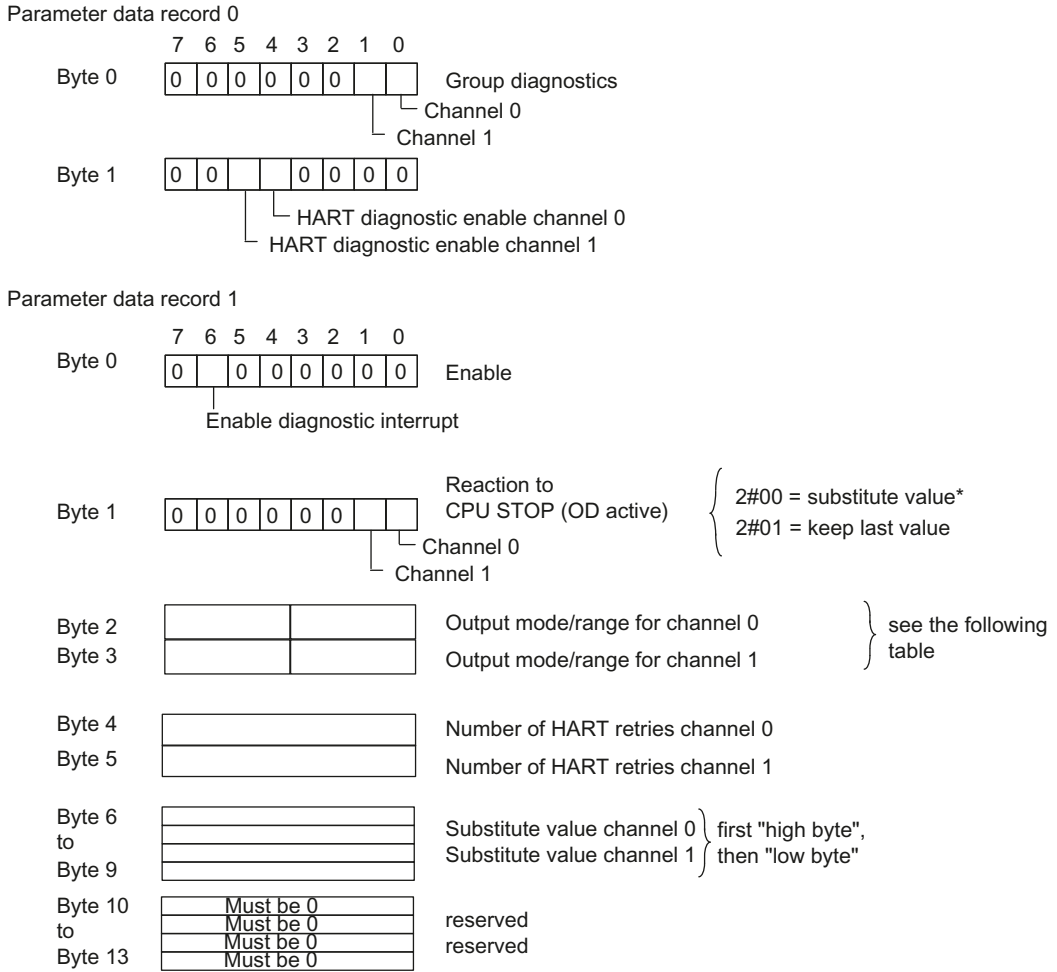 Parameter data record 0
7 6 5 4 3 2 1 0
Byte 0 0 0 0 0 0 0 Group diagnostics
Channel 0
Channel 1
Byte 1 0 0 0 0 0 0
HART diagnostic enable channel 0
HART diagnostic enable channel 1
Parameter data record 1
7 6 5 4 3 2 1 0
Byte 0 0 0 0 0 0 0 0 Enable
Enable diagnostic interrupt
Byte 1 0 0 0 0 0 0
Reaction to
CPU STOP (OD active)
2#00 = substitute value*
2#01 = keep last value
Channel 0
Channel 1
Byte 2 Output mode/range for channel 0
Byte 3 Output mode/range for channel 1
see the following
table
Byte 4 Number of HART retries channel 0
Byte 5 Number of HART retries channel 1
Byte 6
to
Byte 9
Substitute value channel 0
Substitute value channel 1
first "high byte",
then "low byte"
Byte 10
to
Byte 13
Must be 0
Must be 0
Must be 0
Must be 0
reserved
reserved